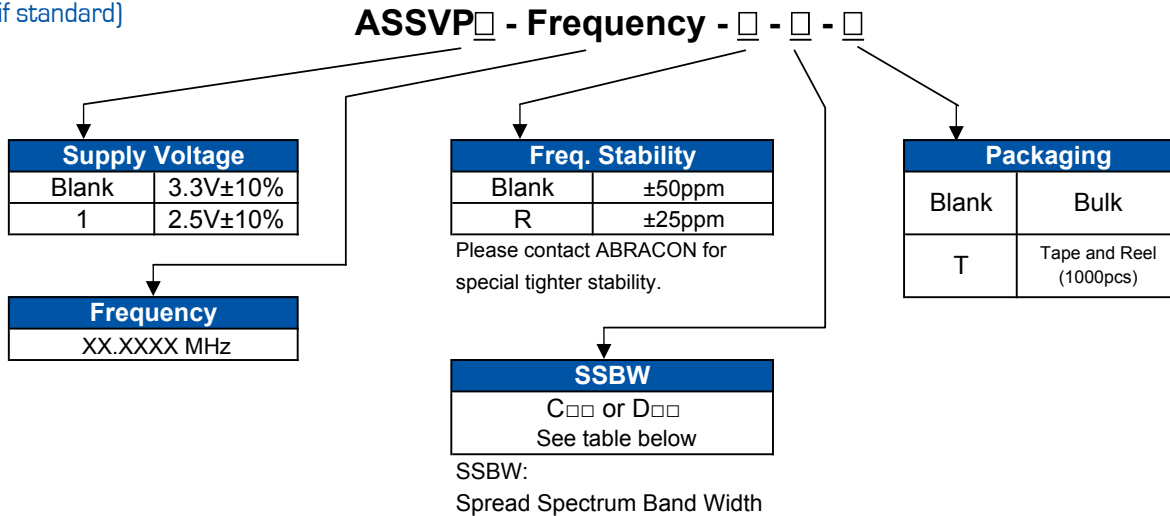 if standard)
ASSVP□ - Frequency - □ - □ - □
Supply Voltage
Blank 3.3V±10%
1 2.5V±10%
Frequency
XX.XXXX MHz
Freq. Stability
Blank ±50ppm
R ±25ppm
Please contact ABRACON for
special tighter stability.
SSBW
C□□ or D□□
See table below
SSBW:
Spread Spectrum Band Width
Packaging
Blank Bulk
T Tape and Reel
(1000pcs)